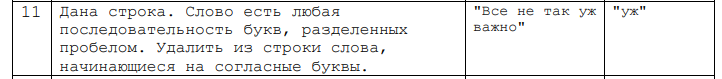 11 Дана строка. Слово есть любая "Все не так уж "уж"
последовательность букв, разделенных важно"
пробелом. Удалить из строки слова,
начинающиеся на согласные буквы.